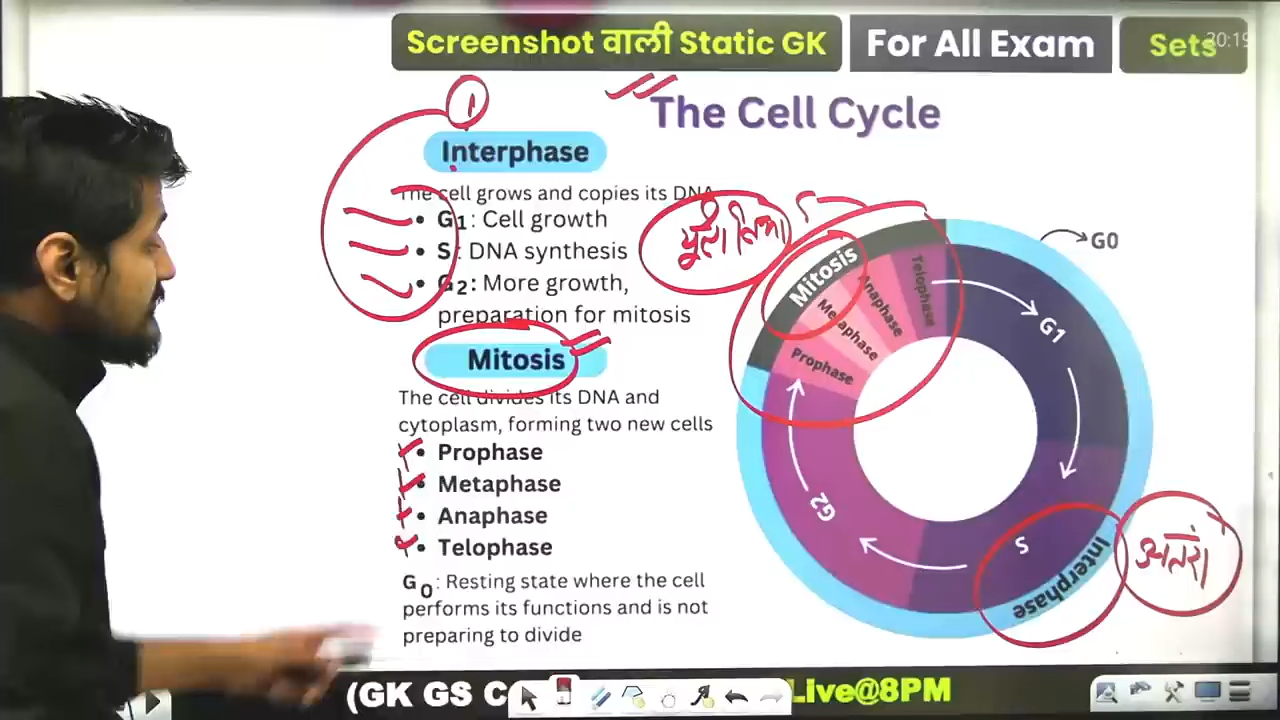 Screenshot वाली Static GK
For All Exam
Sets
20:19
The Cell Cycle
1
Interphase
The cell grows and copies its DNA
G1: Cell growth
S: DNA synthesis
G2: More growth,
preparation for mitosis
Mitosis
The cell divides its DNA and
cytoplasm, forming two new cells
Prophase
Metaphase
Anaphase
Telophase
G0: Resting state where the cell
performs its functions and is not
preparing to divide
Mitosis
Prophase
Metaphase
Anaphase
Telophase
G0
G1
S
G2
Interphase
(GK GS C
Live@8PM